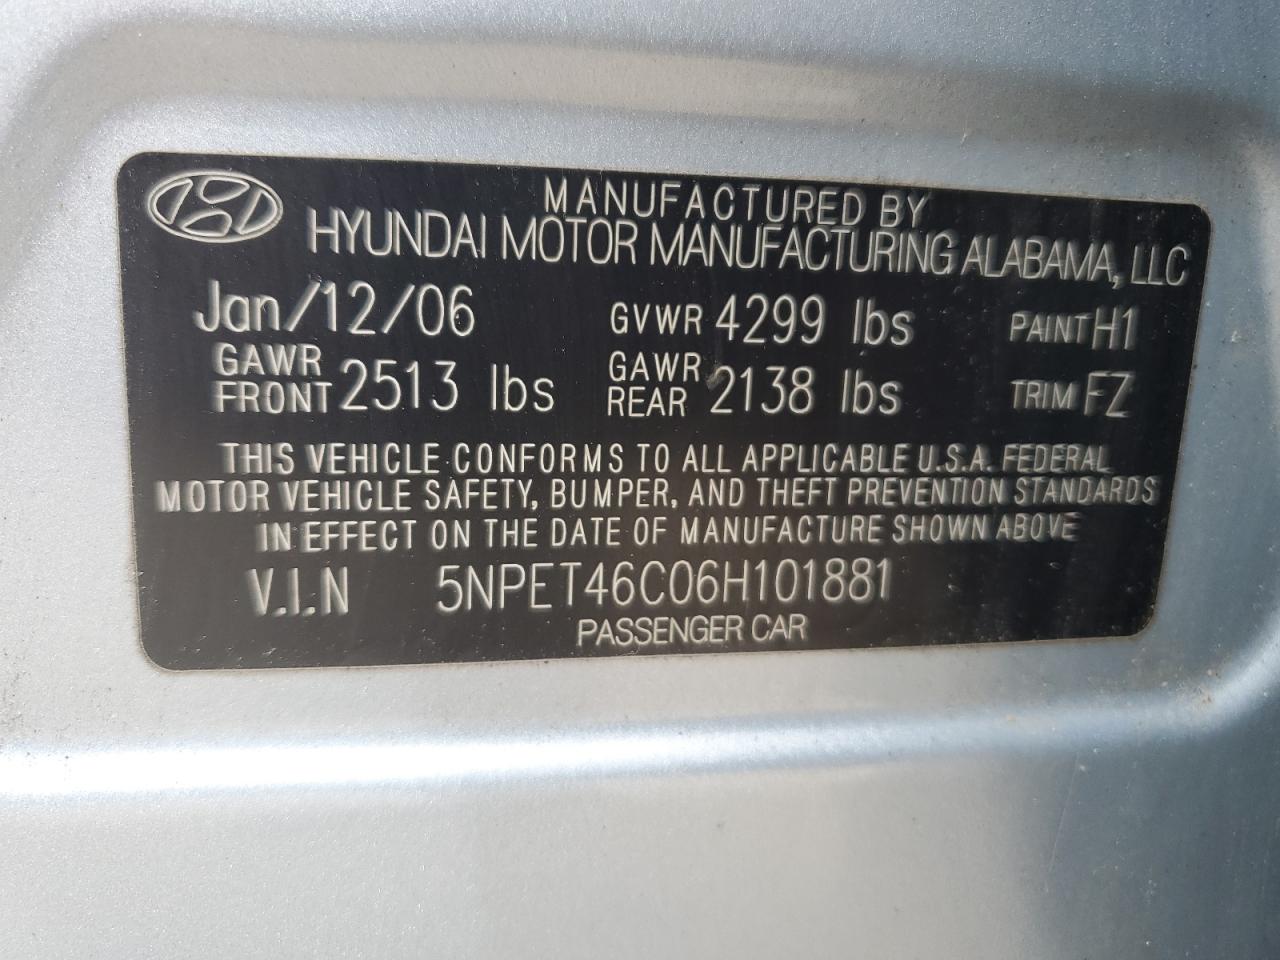 MANUFACTURED BY
HYUNDAI MOTOR MANUFACTURING ALABAMA, LLC
Jan/12/06 GVWR 4299 lbs PAINT H1
GAWR FRONT 2513 lbs GAWR REAR 2138 lbs TRIM FZ
THIS VEHICLE CONFORMS TO ALL APPLICABLE U.S.A. FEDERAL
MOTOR VEHICLE SAFETY, BUMPER, AND THEFT PREVENTION STANDARDS
IN EFFECT ON THE DATE OF MANUFACTURE SHOWN ABOVE
V.I.N 5NPET46C06H101881
PASSENGER CAR